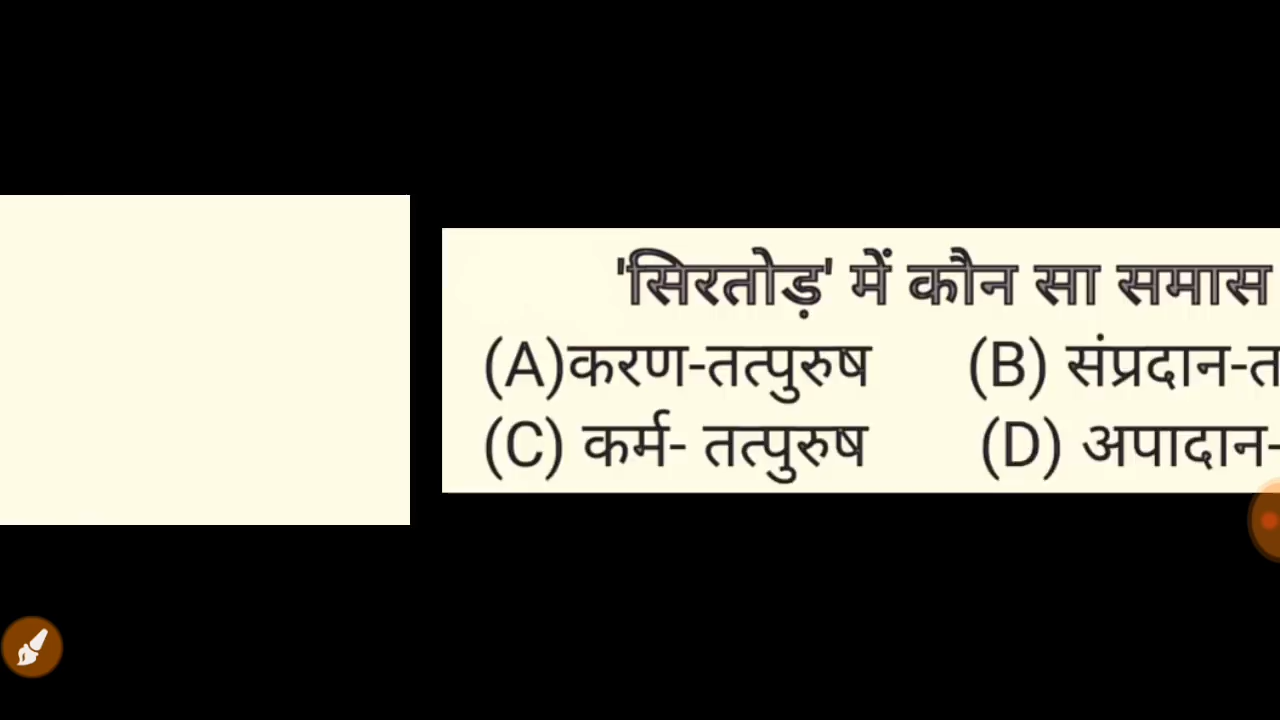 'सिरतोड़' में कौन सा समास
(A)करण-तत्पुरुष (B) संप्रदान-त
(C) कर्म- तत्पुरुष (D) अपादान-